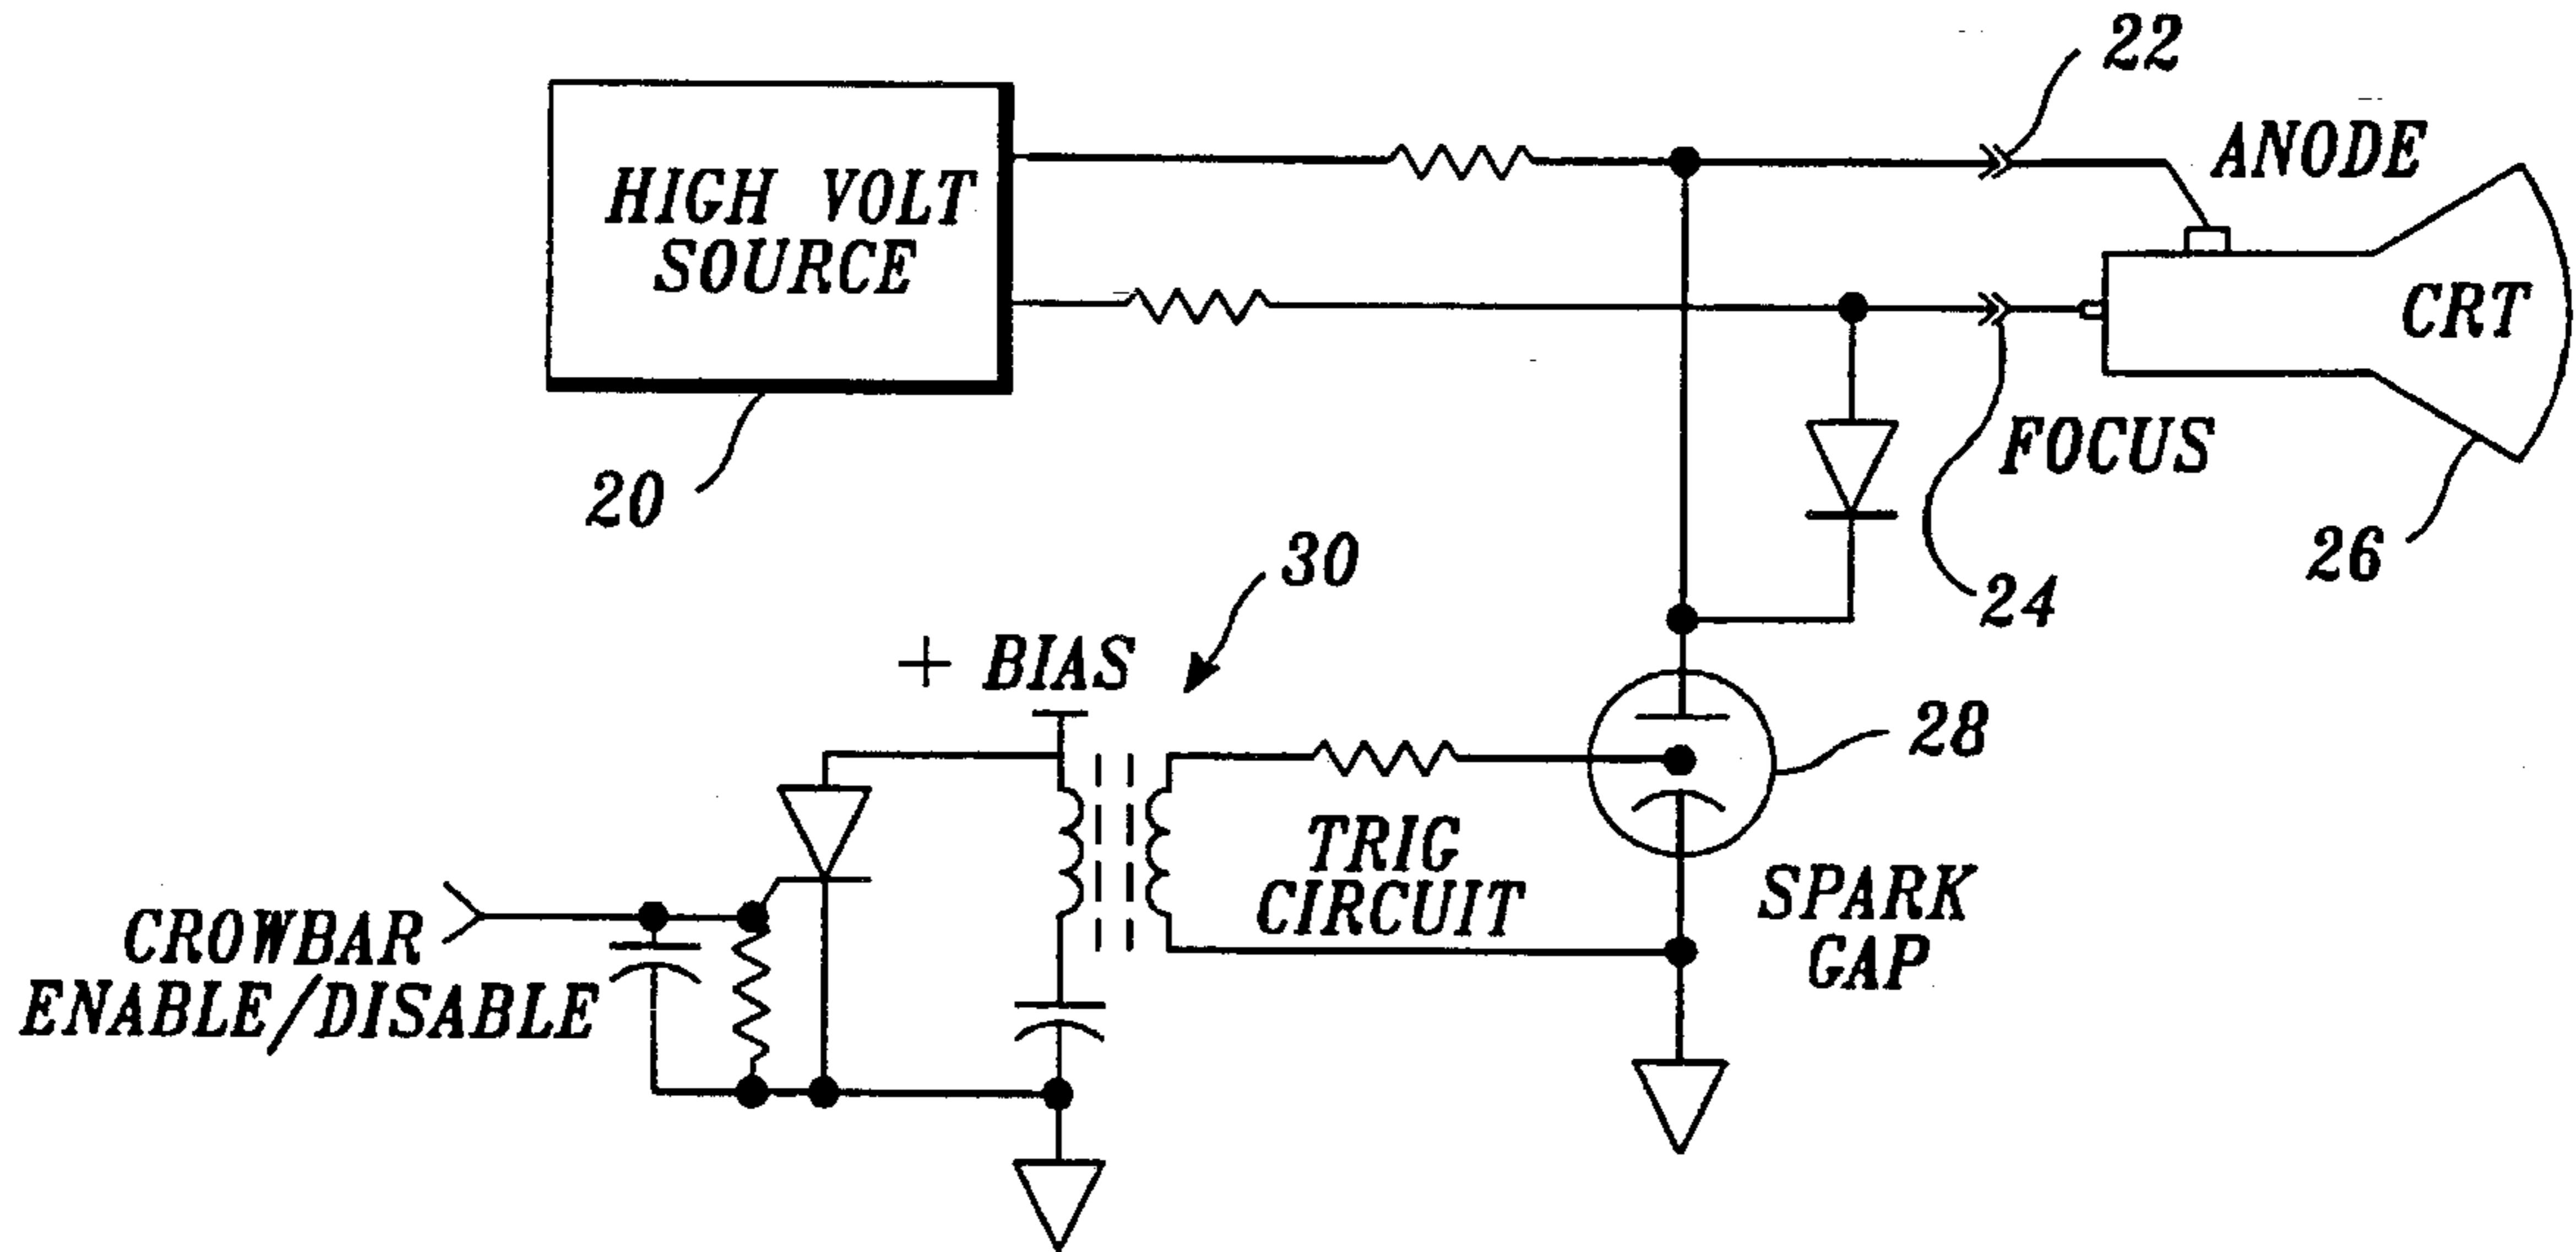 22
ANODE
HIGH VOLT
SOURCE
CRT
20
FOCUS
26
24
30
+ BIAS
28
TRIG
CIRCUIT
SPARK
GAP
CROWBAR
ENABLE/DISABLE